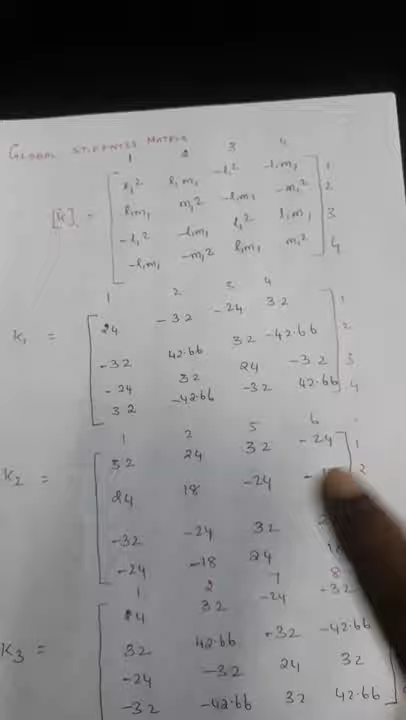 GLOBAL STIFFNESS MATRIX
1 2 3 4
[k]₁ = l₁² l₁m₁ -l₁² -l₁m₁ 1
l₁m₁ m₁² -l₁m₁ -m₁² 2
-l₁² -l₁m₁ l₁² l₁m₁ 3
-l₁m₁ -m₁² l₁m₁ m₁² 4
1 2 3 4
K₁ = 24 -32 -24 32 1
-32 42.66 32 -42.66 2
-24 32 24 -32 3
32 -42.66 -32 42.66 4
1 2 5 6
K₂ = 32 24 32 -24 1
24 18 -24 2
-32 -24 32
-24 -18 24
1 2 7 8
K₃ = 24 32 -24 -32
32 42.66 -32 -42.66
-24 -32 24 32
-32 -42.66 32 42.66